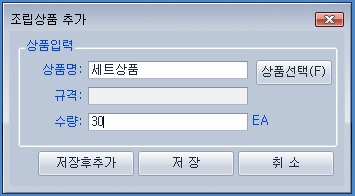 조립상품 추가
상품입력
상품명: 세트상품 상품선택(F)
규격:
수량: 30 EA
저장후추가 저 장 취 소